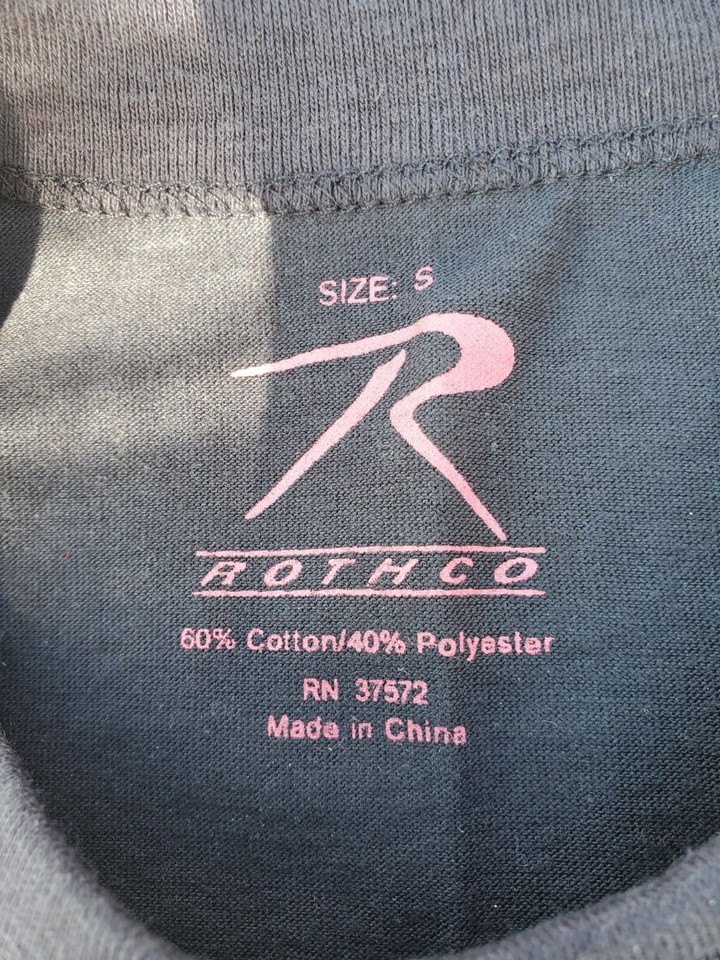 SIZE: S
R
ROTHCO
60% Cotton/40% Polyester
RN 37572
Made in China